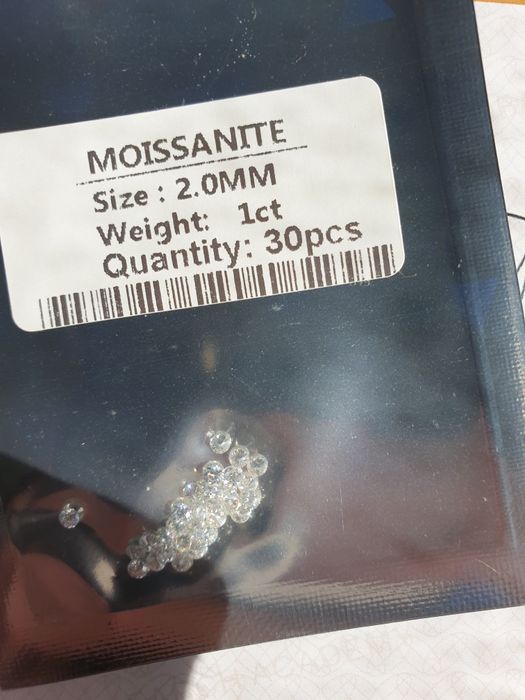 MOISSANITE
Size : 2.0MM
Weight: 1ct
Quantity: 30pcs